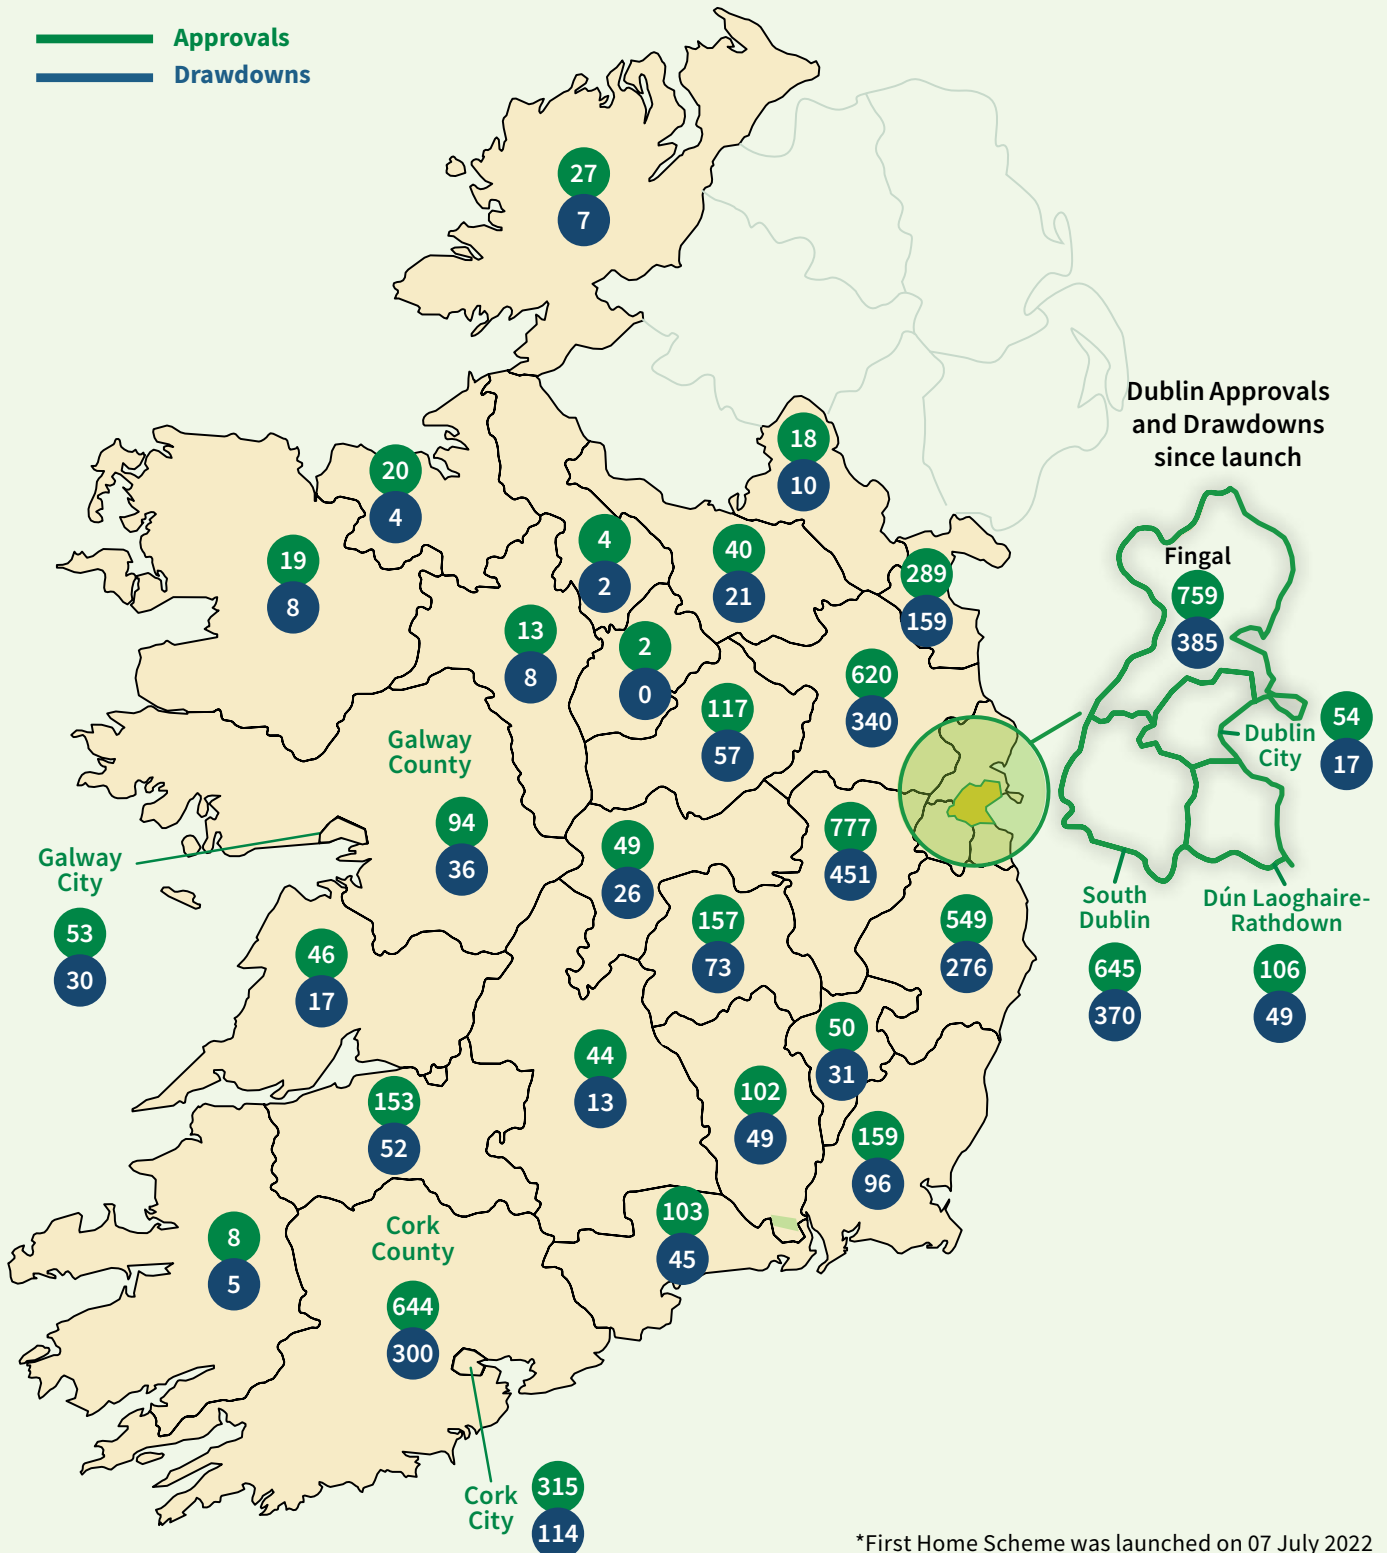 Approvals
Drawdowns
27
7
Dublin Approvals
and Drawdowns
since launch
18
10
20
4
4
2
40
21
19
8
289
159
Fingal
759
385
13
8
2
0
620
340
117
57
54
17
Dublin
City
Galway
County
94
36
49
26
777
451
Galway
City
53
30
157
73
549
276
South
Dublin
645
370
Dún Laoghaire-
Rathdown
106
49
46
17
50
31
44
13
102
49
153
52
159
96
103
45
8
5
Cork
County
644
300
Cork
City
315
114
*First Home Scheme was launched on 07 July 2022